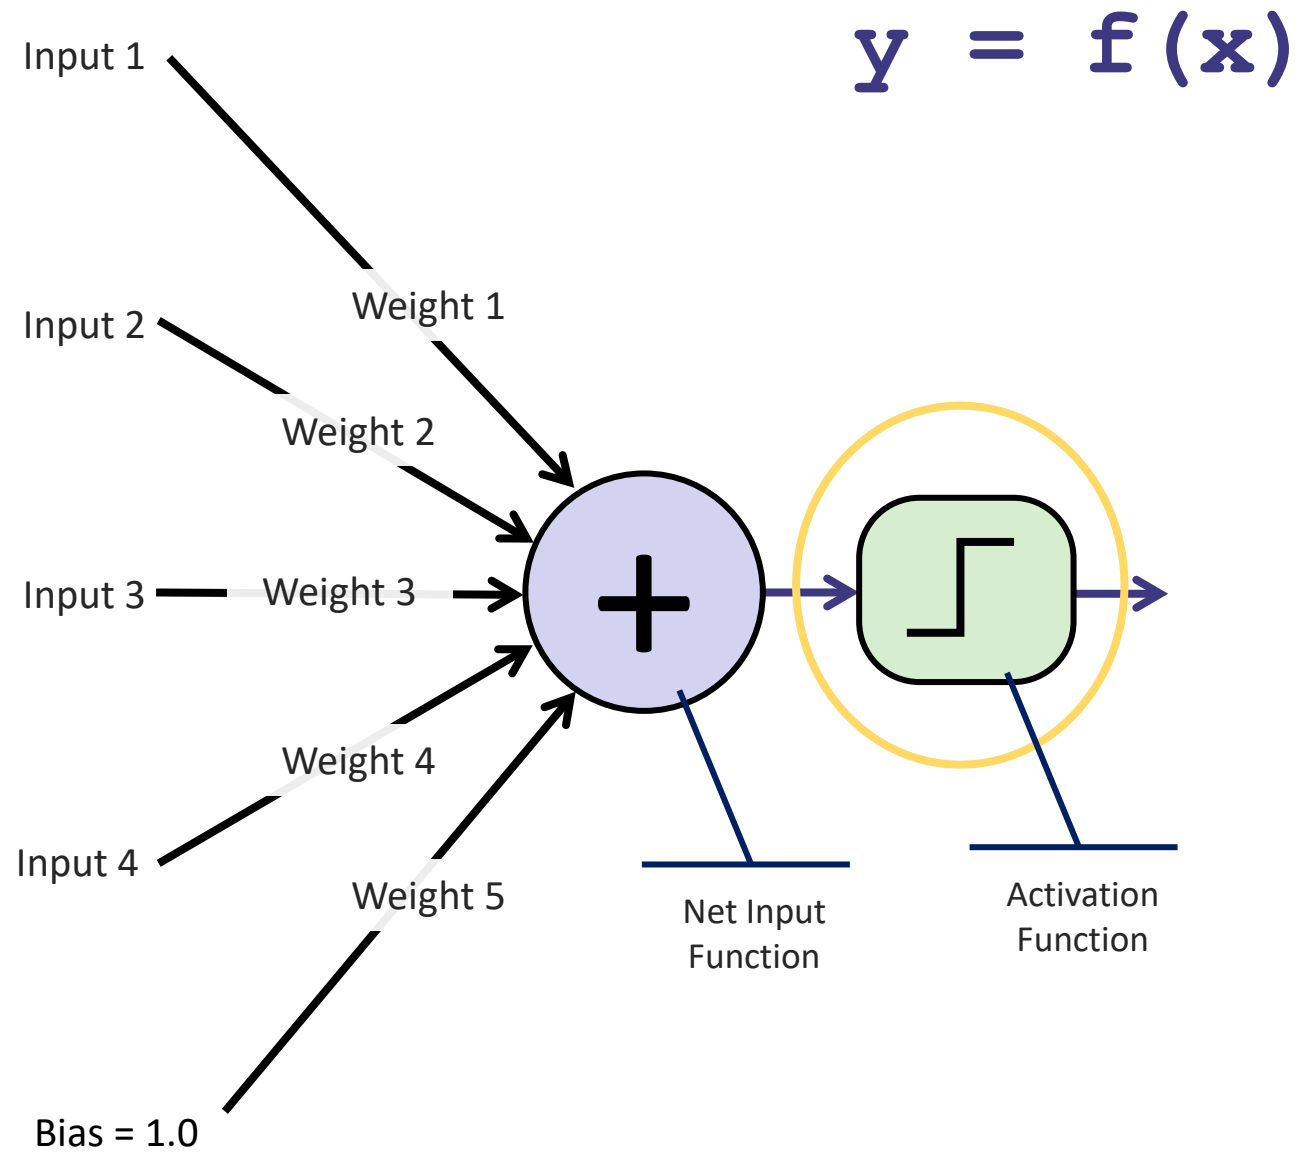 y = f(x)
Input 1
Weight 1
Input 2
Weight 2
Input 3
Weight 3
Weight 4
Input 4
Weight 5
Bias = 1.0
+
Net Input
Function
Activation
Function